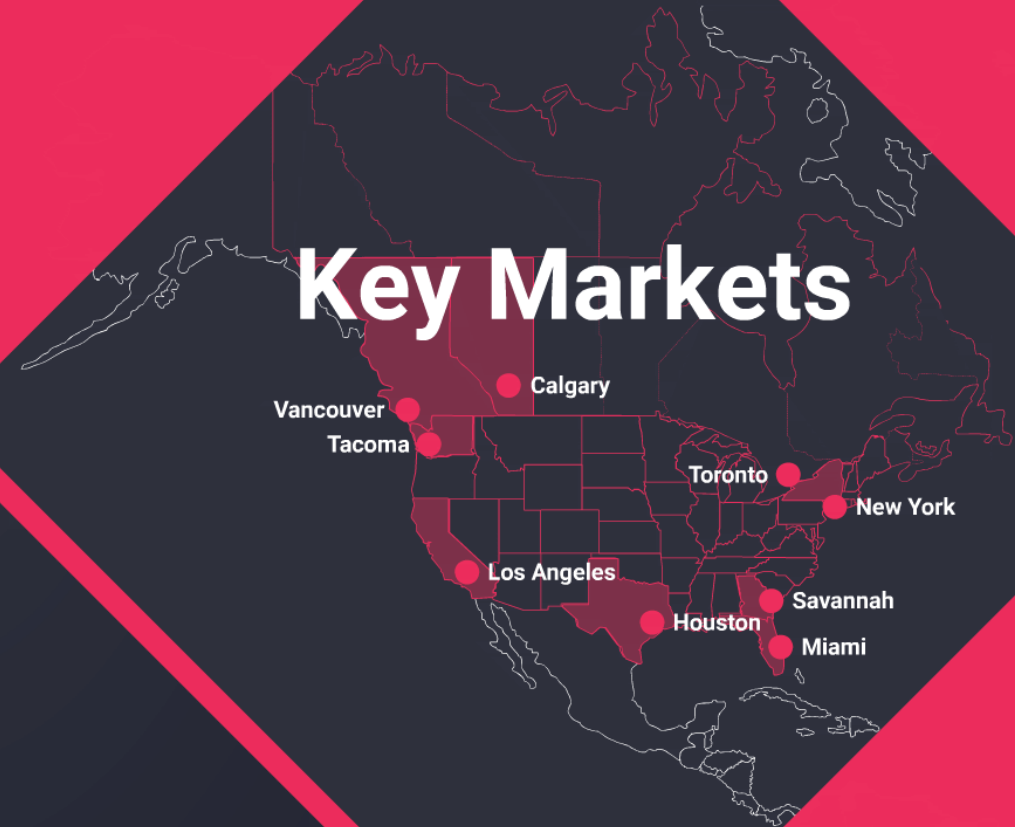 Key Markets
Calgary
Vancouver
Tacoma
Toronto
New York
Los Angeles
Savannah
Houston
Miami